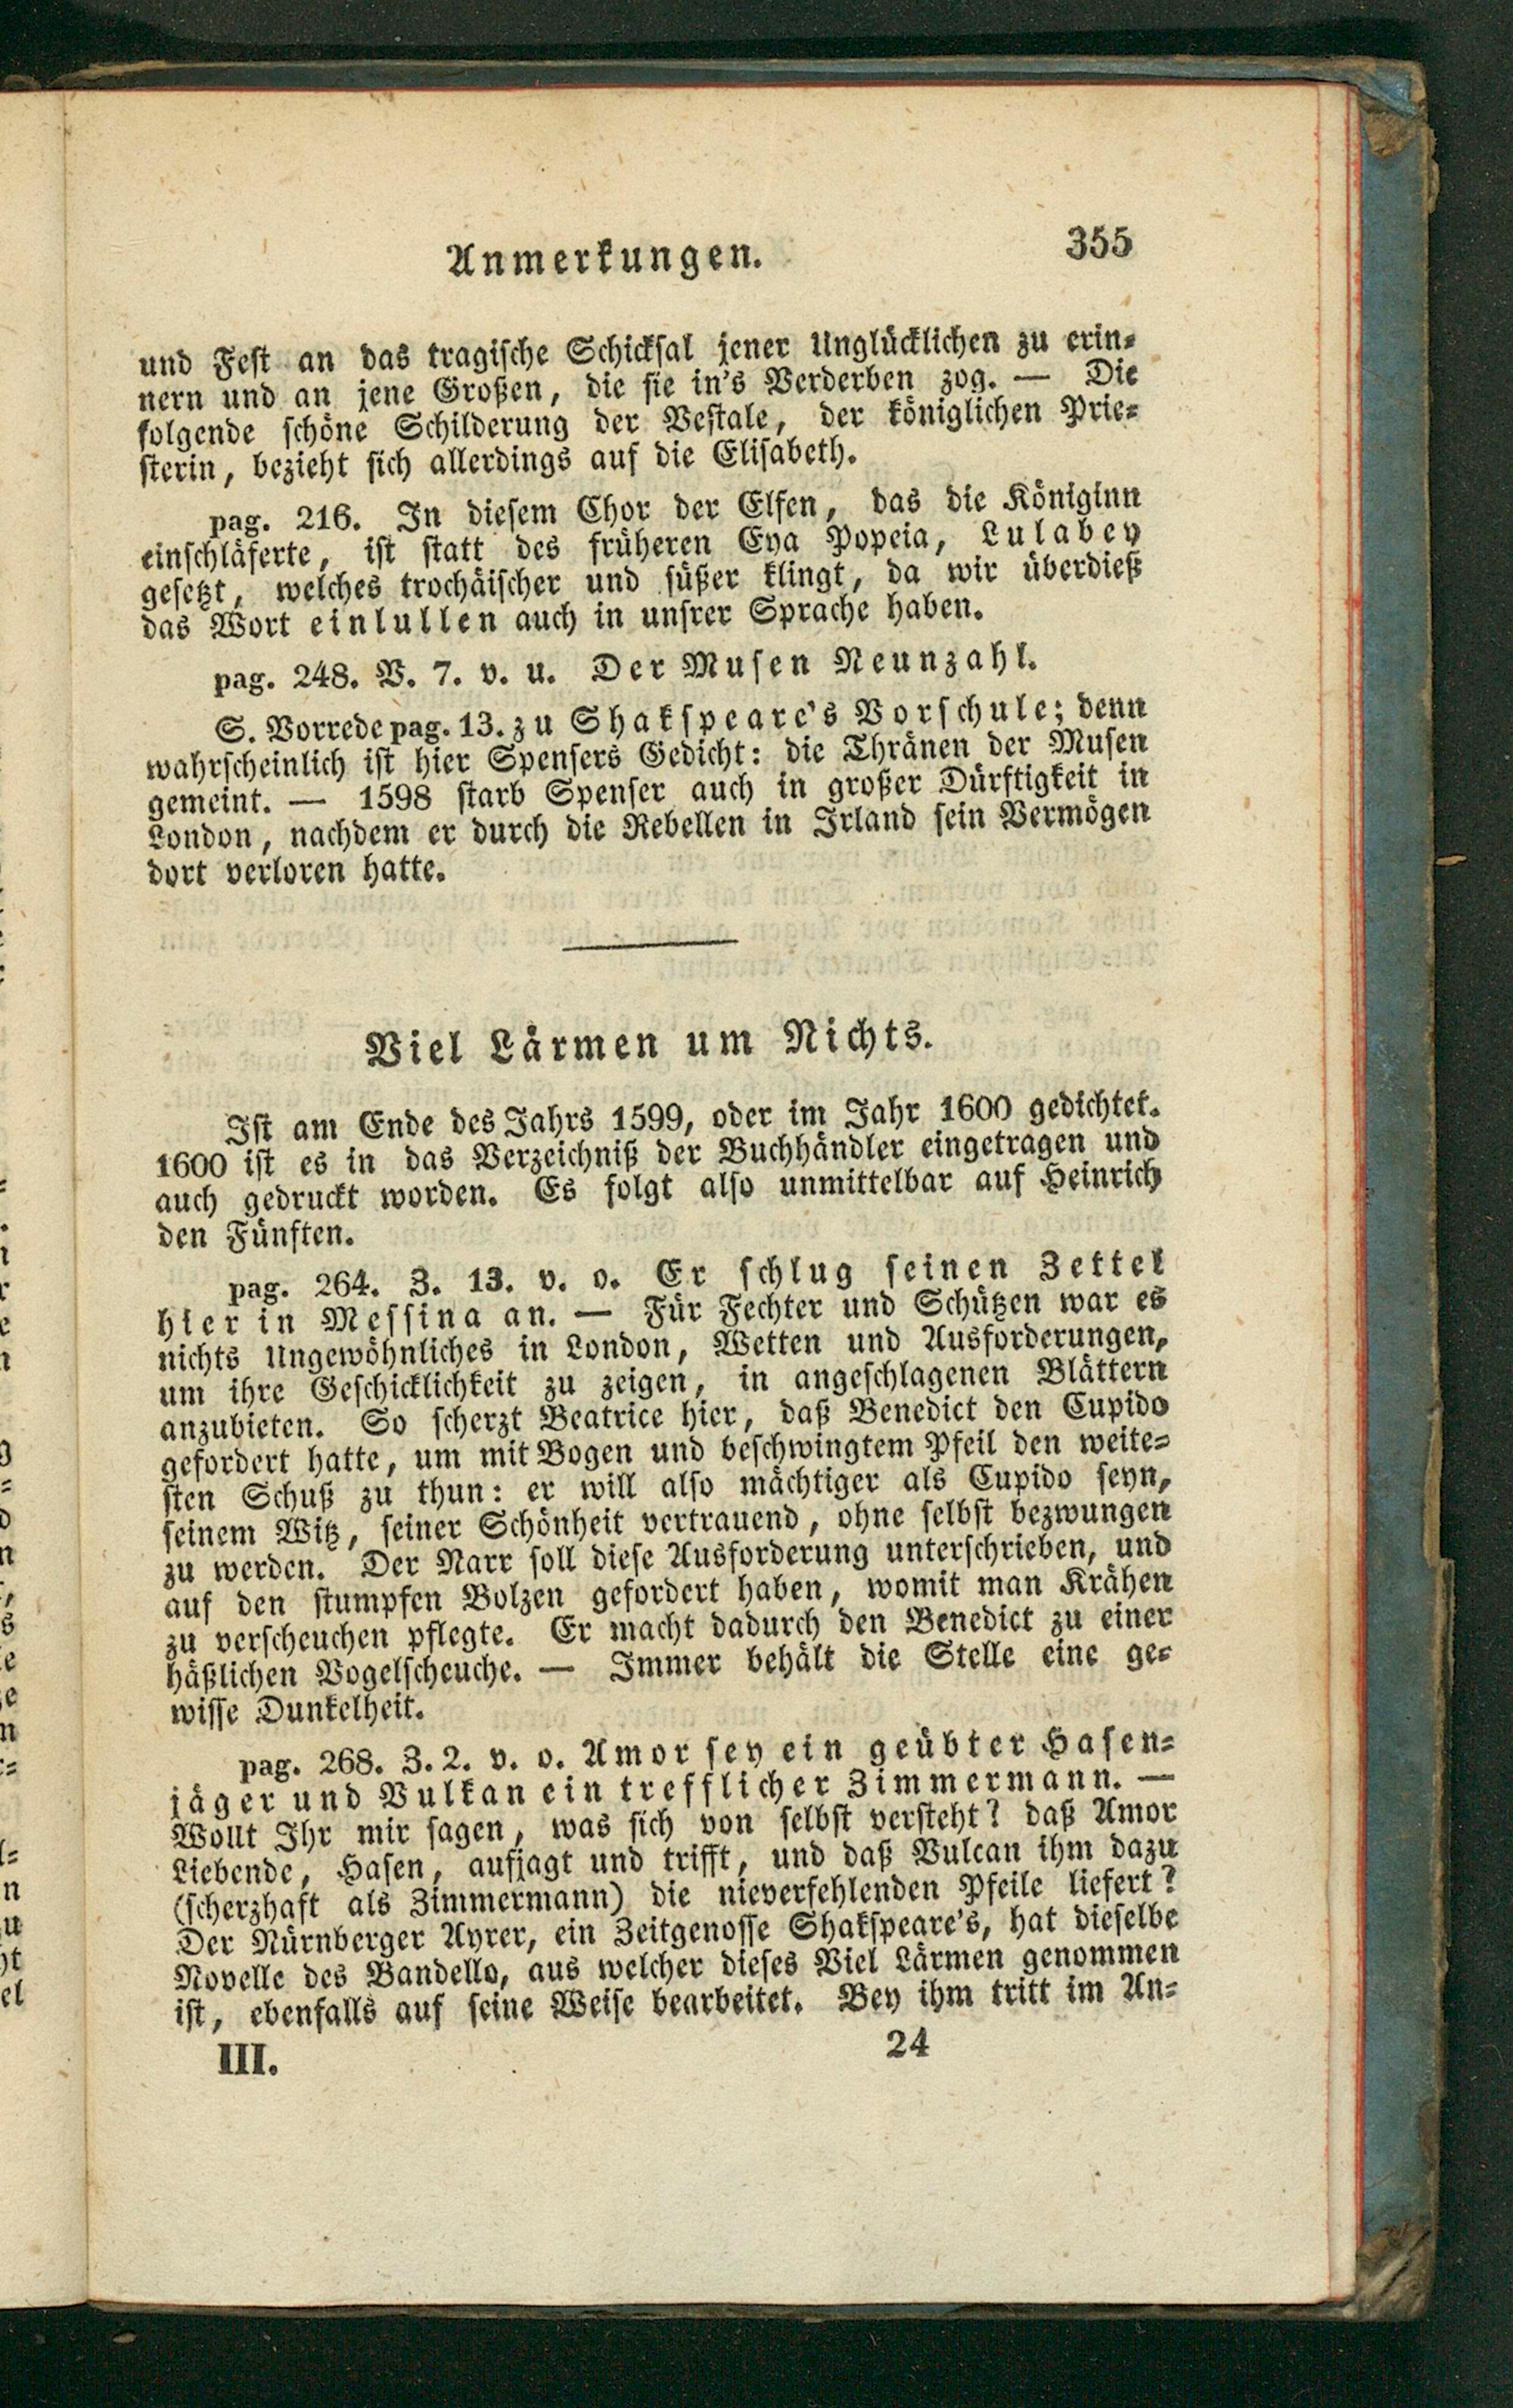 Anmerkungen. 355
und Fest an das tragische Schicksal jener Unglücklichen zu erin-
nern und an jene Großen, die sie in's Verderben zog. — Die
folgende schöne Schilderung der Vestale, der königlichen Prie-
sterin, bezieht sich allerdings auf die Elisabeth.
pag. 216. In diesem Chor der Elfen, das die Königinn
einschläferte, ist statt des früheren Eya Popeia, Lulabey
gesetzt, welches trochäischer und süßer klingt, da wir überdieß
das Wort einlullen auch in unsrer Sprache haben.
pag. 248. V. 7. v. u. Der Musen Neunzahl.
S. Vorrede pag. 13. zu Shakspeare's Vorschule; denn
wahrscheinlich ist hier Spensers Gedicht: die Thränen der Musen
gemeint. — 1598 starb Spenser auch in großer Dürftigkeit in
London, nachdem er durch die Rebellen in Irland sein Vermögen
dort verloren hatte.
Viel Lärmen um Nichts.
Ist am Ende des Jahrs 1599, oder im Jahr 1600 gedichtet.
1600 ist es in das Verzeichniß der Buchhändler eingetragen und
auch gedruckt worden. Es folgt also unmittelbar auf Heinrich
den Fünften.
pag. 264. Z. 13. v. o. Er schlug seinen Zettel
hier in Messina an. — Für Fechter und Schützen war es
nichts Ungewöhnliches in London, Wetten und Ausforderungen,
um ihre Geschicklichkeit zu zeigen, in angeschlagenen Blättern
anzubieten. So scherzt Beatrice hier, daß Benedict den Cupido
gefordert hatte, um mit Bogen und beschwingtem Pfeil den weite-
sten Schuß zu thun: er will also mächtiger als Cupido seyn,
seinem Witz, seiner Schönheit vertrauend, ohne selbst bezwungen
zu werden. Der Narr soll diese Ausforderung unterschrieben, und
auf den stumpfen Bolzen gefordert haben, womit man Krähen
zu verscheuchen pflegte. Er macht dadurch den Benedict zu einer
häßlichen Vogelscheuche. — Immer behält die Stelle eine ge-
wisse Dunkelheit.
pag. 268. Z. 2. v. o. Amor sey ein geübter Hasen-
jäger und Vulkan ein trefflicher Zimmermann. —
Wollt Ihr mir sagen, was sich von selbst versteht? daß Amor
Liebende, Hasen, aufjagt und trifft, und daß Vulcan ihm dazu
(scherzhaft als Zimmermann) die nieverfehlenden Pfeile liefert?
Der Nürnberger Ayrer, ein Zeitgenosse Shakspeare's, hat dieselbe
Novelle des Bandello, aus welcher dieses Viel Lärmen genommen
ist, ebenfalls auf seine Weise bearbeitet. Bey ihm tritt im An-
III. 24